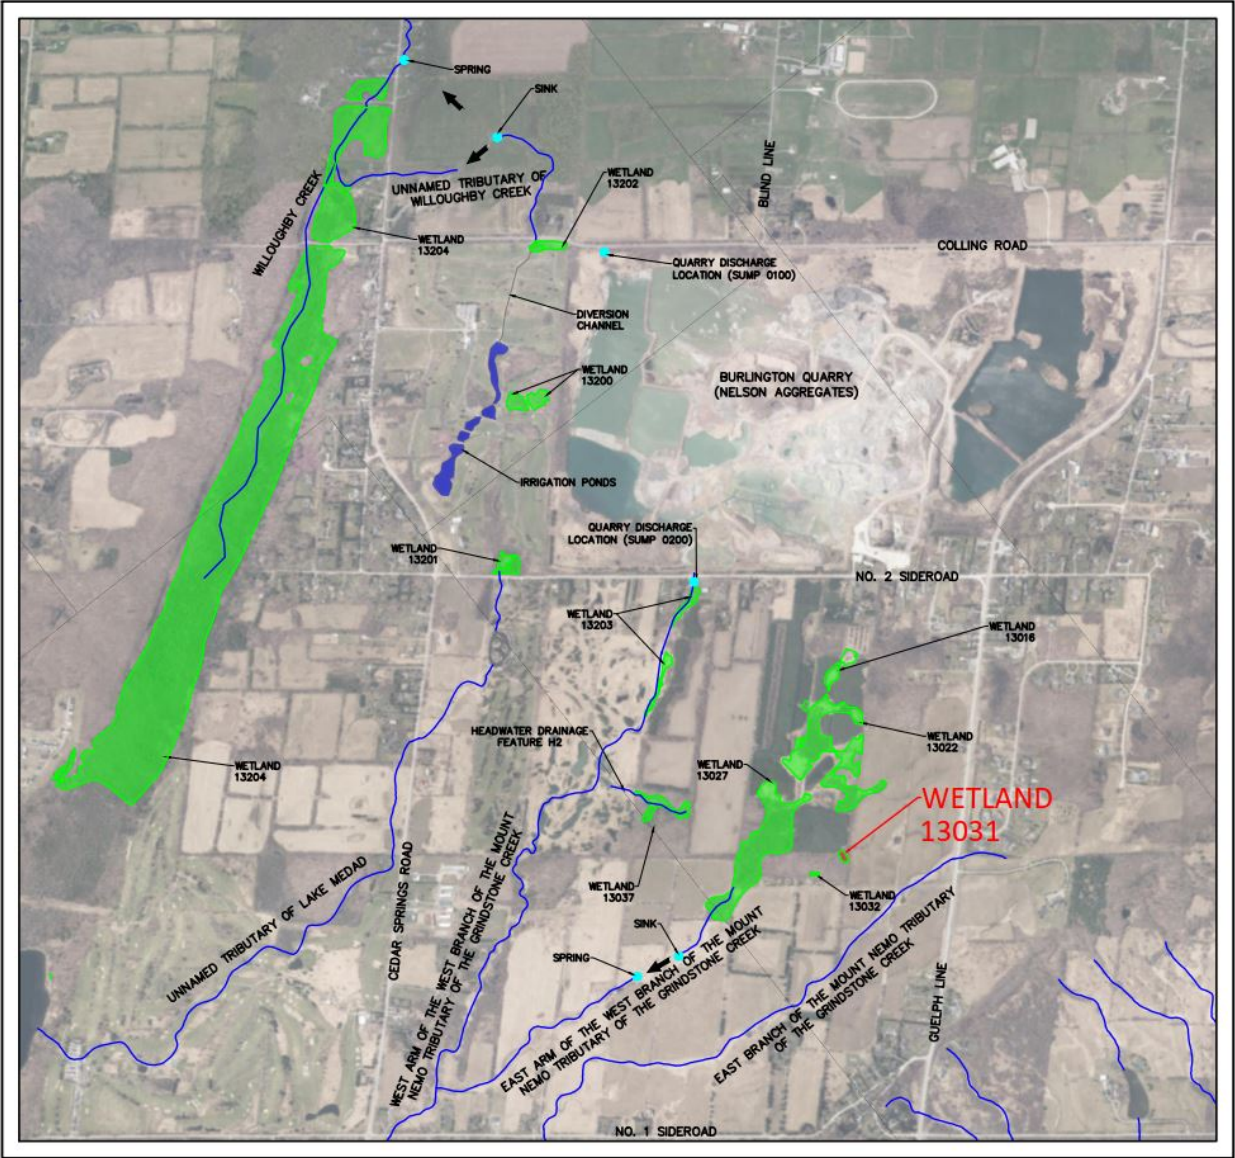 SPRING
SINK
UNNAMED TRIBUTARY OF
WILLOUGHBY CREEK
WETLAND
13202
BLIND LINE
WILLOUGHBY CREEK
WETLAND
13204
COLLING ROAD
QUARRY DISCHARGE
LOCATION (SUMP 0100)
DIVERSION
CHANNEL
WETLAND
13200
BURLINGTON QUARRY
(NELSON AGGREGATES)
IRRIGATION PONDS
QUARRY DISCHARGE
LOCATION (SUMP 0200)
WETLAND
13201
NO. 2 SIDEROAD
WETLAND
13203
WETLAND
13016
HEADWATER DRAINAGE
FEATURE H2
WETLAND
13022
WETLAND
13204
WETLAND
13027
WETLAND
13031
WETLAND
13037
WETLAND
13032
UNNAMED TRIBUTARY OF LAKE MEDAD
CEDAR SPRINGS ROAD
WEST ARM OF THE WEST BRANCH OF THE MOUNT
NEMO TRIBUTARY OF THE GRINDSTONE CREEK
SINK
SPRING
EAST ARM OF THE WEST BRANCH OF THE MOUNT
NEMO TRIBUTARY OF THE GRINDSTONE CREEK
EAST BRANCH OF THE MOUNT NEMO TRIBUTARY
OF THE GRINDSTONE CREEK
GUELPH LINE
NO. 1 SIDEROAD